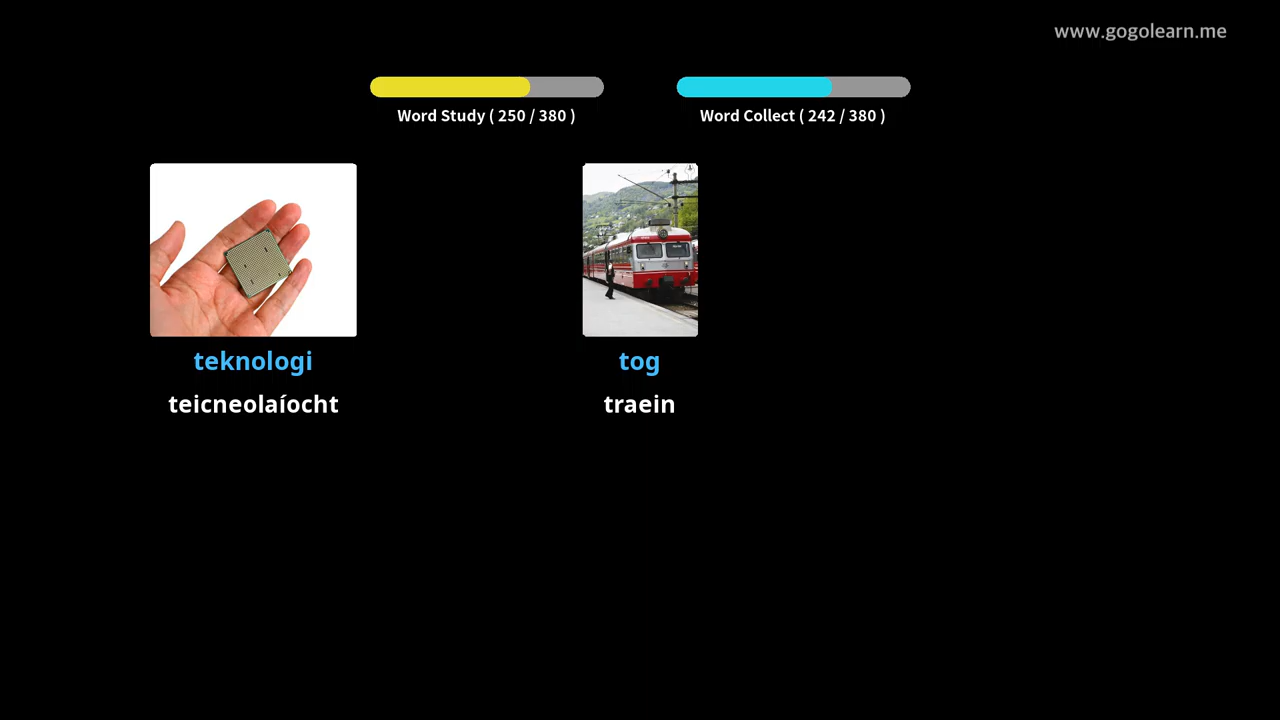 www.gogolearn.me
Word Study ( 250 / 380 )
Word Collect ( 242 / 380 )
teknologi
teicneolaíocht
tog
traein